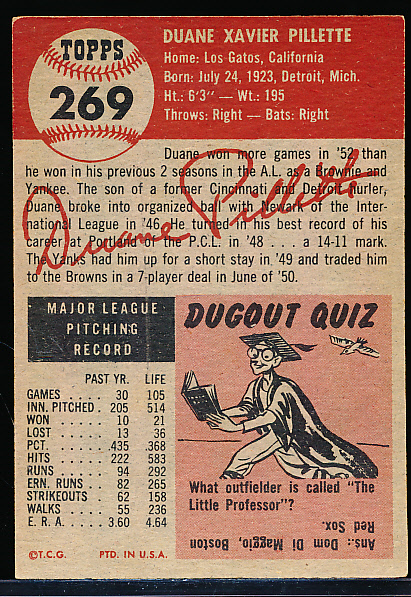 TOPPS
269
DUANE XAVIER PILLETTE
Home: Los Gatos, California
Born: July 24, 1923, Detroit, Mich.
Ht.: 6'3" — Wt.: 195
Throws: Right — Bats: Right
Duane won more games in '52 than
he won in his previous 2 seasons in the A.L. as a Brownie and
Yankee. The son of a former Cincinnati and Detroit hurler,
Duane broke into organized ball with Newark of the Inter-
national League in '46. He turned in his best record of his
career at Portland of the P.C.L. in '48 . . . a 14-11 mark.
The Yanks had him up for a short stay in '49 and traded him
to the Browns in a 7-player deal in June of '50.
Duane Pillette
MAJOR LEAGUE
PITCHING
RECORD
PAST YR. LIFE
GAMES . . . . 30 105
INN. PITCHED . 205 514
WON . . . . . 10 21
LOST . . . . . 13 36
PCT. . . . . . .435 .368
HITS . . . . . 222 583
RUNS . . . . . 94 292
ERN. RUNS . . 82 265
STRIKEOUTS . 62 158
WALKS . . . . 55 236
E. R. A. . . . . 3.60 4.64
©T.C.G. PTD. IN U.S.A.
DUGOUT QUIZ
What outfielder is called "The
Little Professor"?
Ans.: Dom Di Maggio, Boston
Red Sox.